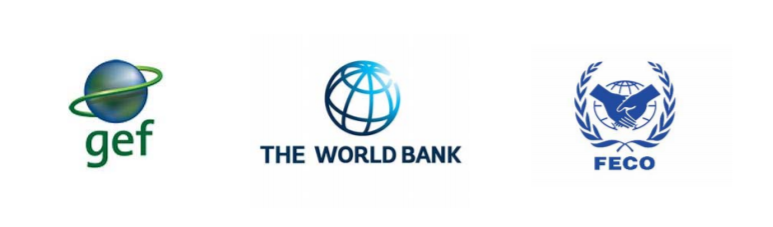 gef
THE WORLD BANK
FECO